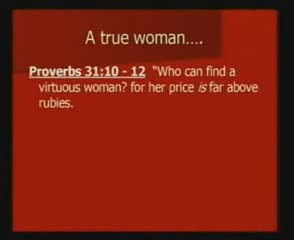 A true woman….
Proverbs 31:10 - 12 “Who can find a
virtuous woman? for her price is far above
rubies.